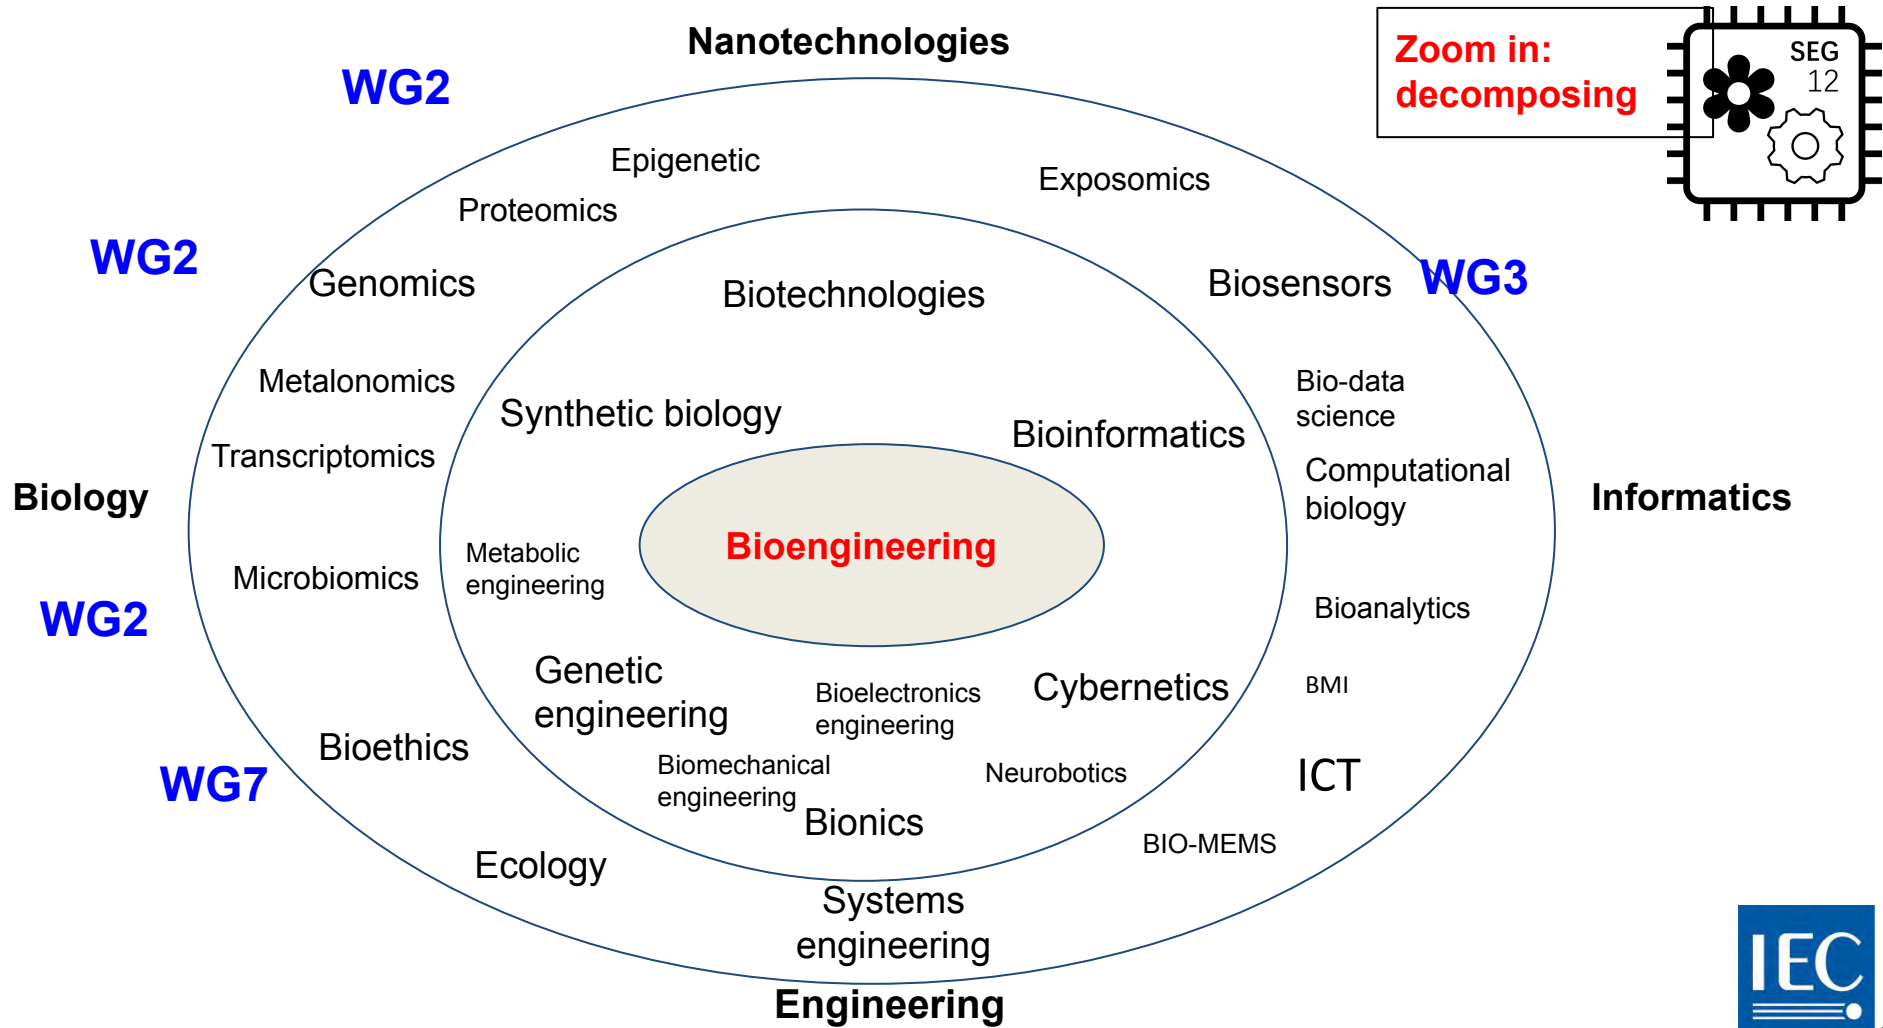 Nanotechnologies
Zoom in:
decomposing
SEG
12
WG2
Epigenetic
Exposomics
Proteomics
WG2
Genomics
Biotechnologies
Biosensors
WG3
Metalonomics
Synthetic biology
Bioinformatics
Bio-data
science
Transcriptomics
Computational
biology
Biology
Informatics
Bioengineering
Metabolic
engineering
Microbiomics
WG2
Bioanalytics
Genetic
engineering
Bioelectronics
engineering
Cybernetics
BMI
Bioethics
WG7
Biomechanical
engineering
Neurobotics
ICT
Bionics
BIO-MEMS
Ecology
Systems
engineering
Engineering
IEC